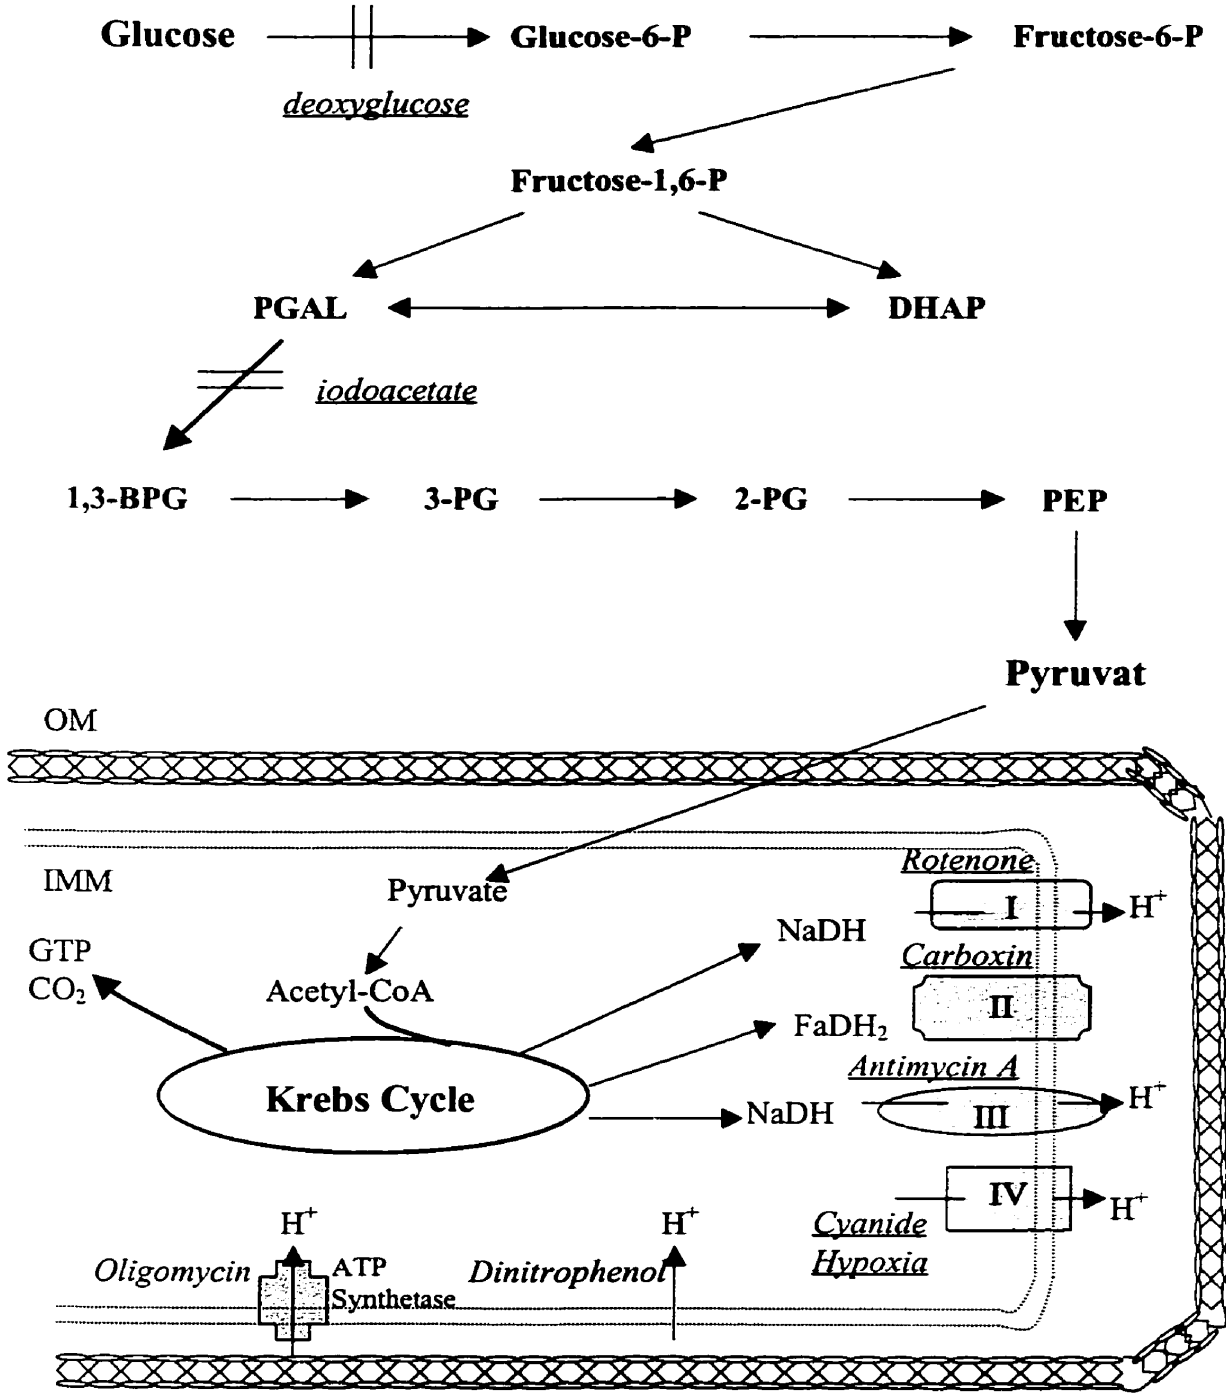 Glucose
Glucose-6-P
Fructose-6-P
deoxyglucose
Fructose-1,6-P
PGAL
DHAP
iodoacetate
1,3-BPG
3-PG
2-PG
PEP
Pyruvat
OM
IMM
Pyruvate
Rotenone
I
H⁺
NaDH
GTP
CO₂
Acetyl-CoA
Carboxin
II
FaDH₂
Antimycin A
Krebs Cycle
NaDH
III
H⁺
IV
H⁺
Cyanide
Hypoxia
H⁺
H⁺
Oligomycin
ATP
Synthetase
Dinitrophenol